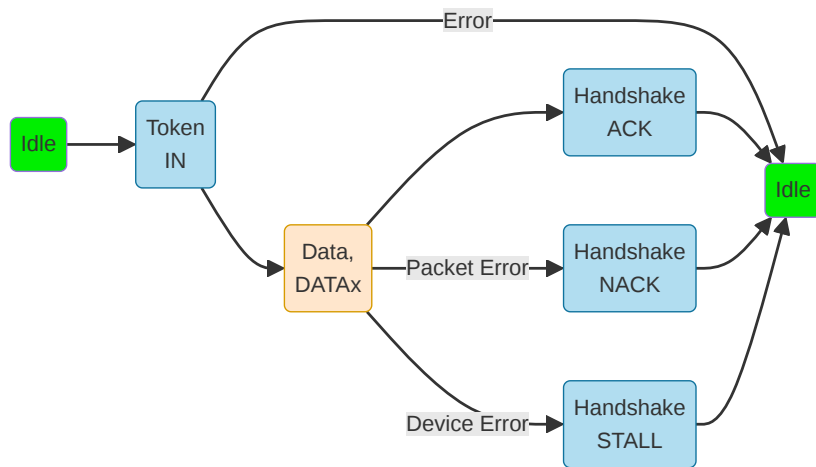 Error
Idle
Token
IN
Data,
DATAx
Handshake
ACK
Packet Error
Handshake
NACK
Device Error
Handshake
STALL
Idle